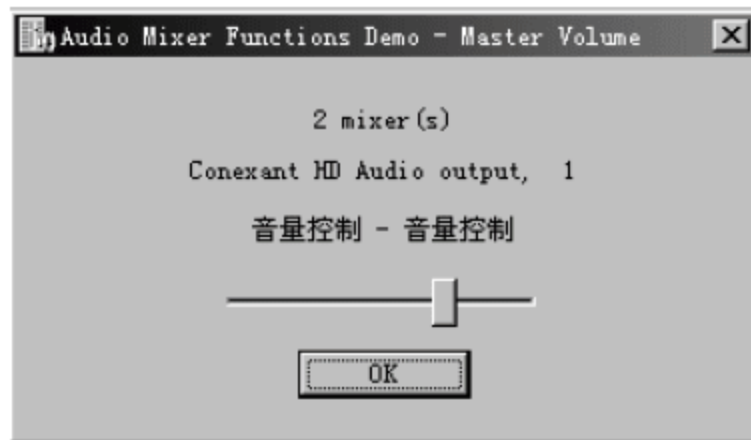 Audio Mixer Functions Demo - Master Volume
2 mixer(s)
Conexant HD Audio output, 1
音量控制 - 音量控制
OK